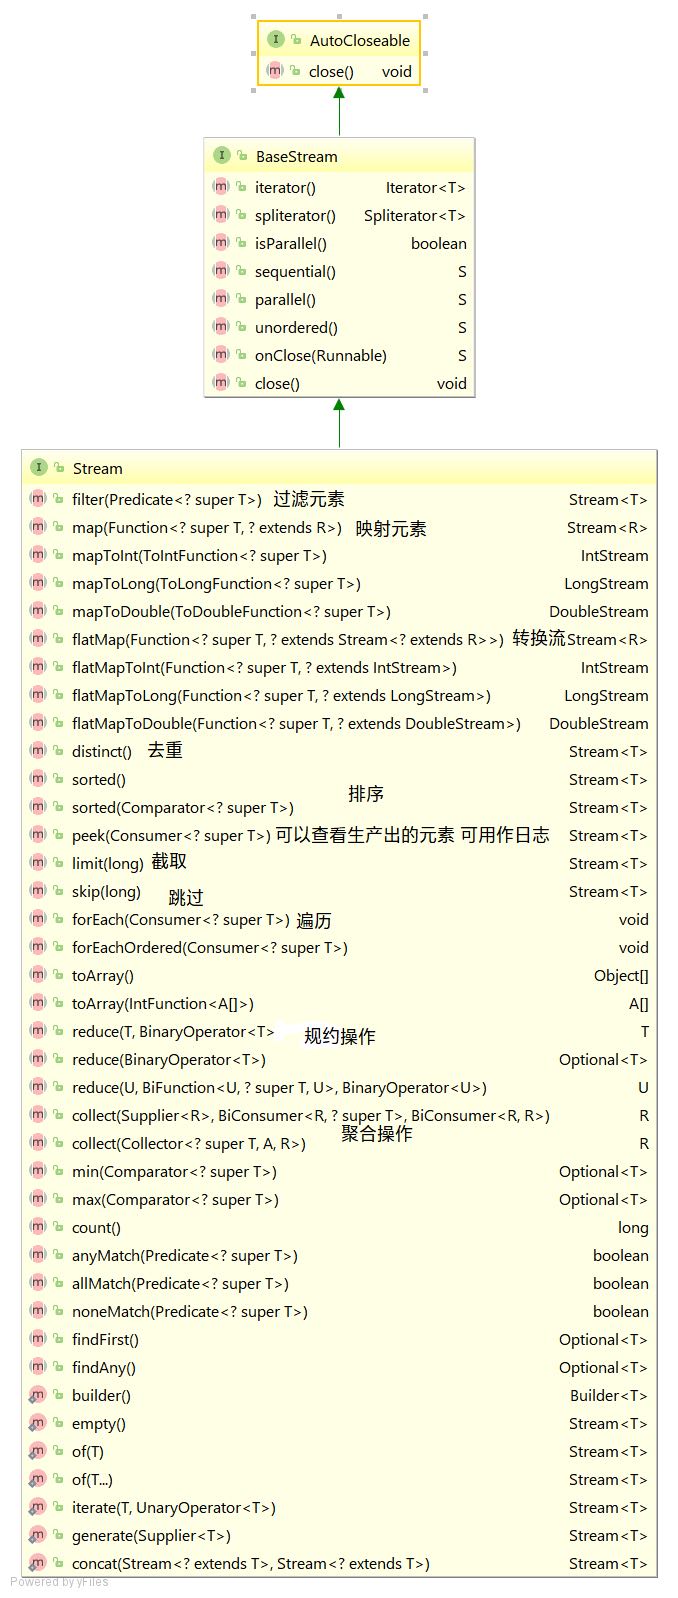 AutoCloseable
close() void
BaseStream
iterator() Iterator<T>
spliterator() Spliterator<T>
isParallel() boolean
sequential() S
parallel() S
unordered() S
onClose(Runnable) S
close() void
Stream
filter(Predicate<? super T>) 过滤元素 Stream<T>
map(Function<? super T, ? extends R>) 映射元素 Stream<R>
mapToInt(ToIntFunction<? super T>) IntStream
mapToLong(ToLongFunction<? super T>) LongStream
mapToDouble(ToDoubleFunction<? super T>) DoubleStream
flatMap(Function<? super T, ? extends Stream<? extends R>>) 转换流 Stream<R>
flatMapToInt(Function<? super T, ? extends IntStream>) IntStream
flatMapToLong(Function<? super T, ? extends LongStream>) LongStream
flatMapToDouble(Function<? super T, ? extends DoubleStream>) DoubleStream
distinct() 去重 Stream<T>
sorted() Stream<T>
排序
sorted(Comparator<? super T>) Stream<T>
peek(Consumer<? super T>) 可以查看生产出的元素 可用作日志 Stream<T>
limit(long) 截取 Stream<T>
skip(long) 跳过 Stream<T>
forEach(Consumer<? super T>) 遍历 void
forEachOrdered(Consumer<? super T>) void
toArray() Object[]
toArray(IntFunction<A[]>) A[]
reduce(T, BinaryOperator<T> 规约操作 T
reduce(BinaryOperator<T>) Optional<T>
reduce(U, BiFunction<U, ? super T, U>, BinaryOperator<U>) U
collect(Supplier<R>, BiConsumer<R, ? super T>, BiConsumer<R, R>) R
聚合操作
collect(Collector<? super T, A, R>) R
min(Comparator<? super T>) Optional<T>
max(Comparator<? super T>) Optional<T>
count() long
anyMatch(Predicate<? super T>) boolean
allMatch(Predicate<? super T>) boolean
noneMatch(Predicate<? super T>) boolean
findFirst() Optional<T>
findAny() Optional<T>
builder() Builder<T>
empty() Stream<T>
of(T) Stream<T>
of(T...) Stream<T>
iterate(T, UnaryOperator<T>) Stream<T>
generate(Supplier<T>) Stream<T>
concat(Stream<? extends T>, Stream<? extends T>) Stream<T>
Powered by yFiles